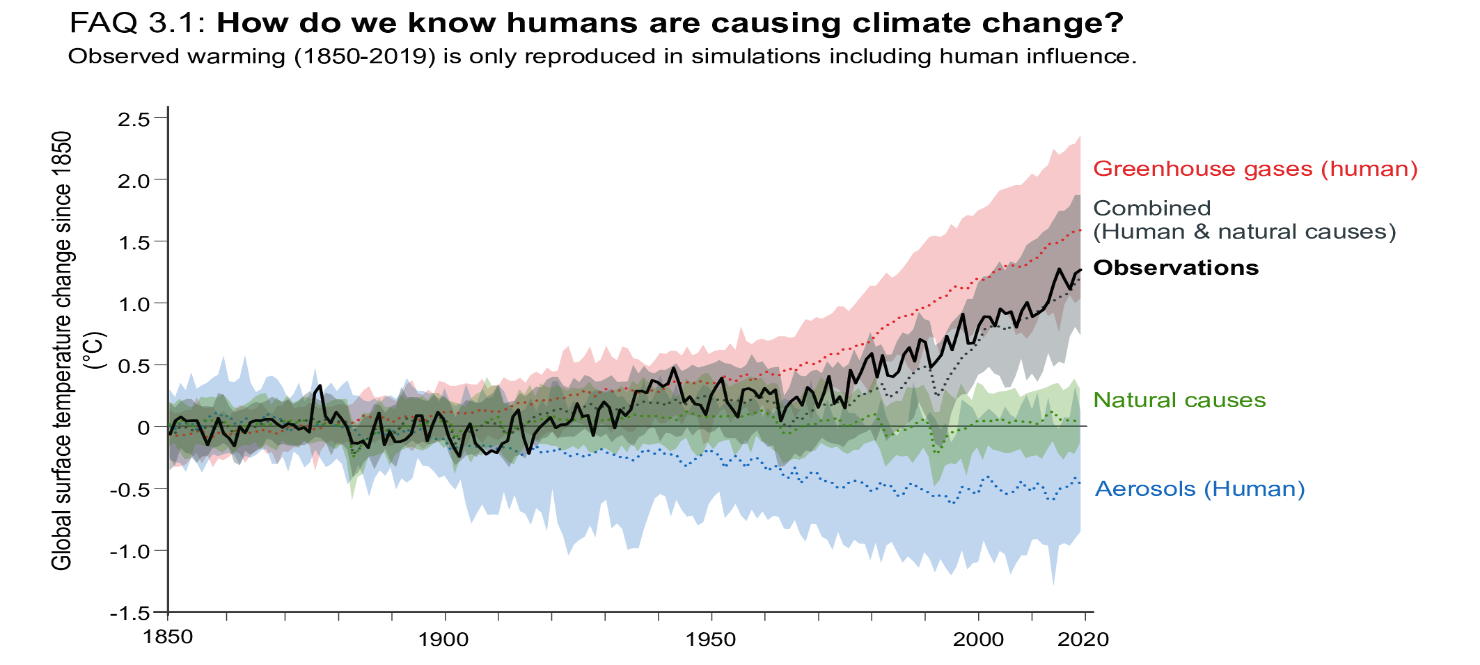 FAQ 3.1: How do we know humans are causing climate change?
Observed warming (1850-2019) is only reproduced in simulations including human influence.
Global surface temperature change since 1850
(°C)
2.5
2.0
1.5
1.0
0.5
0
-0.5
-1.0
-1.5
1850
1900
1950
2000
2020
Greenhouse gases (human)
Combined
(Human & natural causes)
Observations
Natural causes
Aerosols (Human)